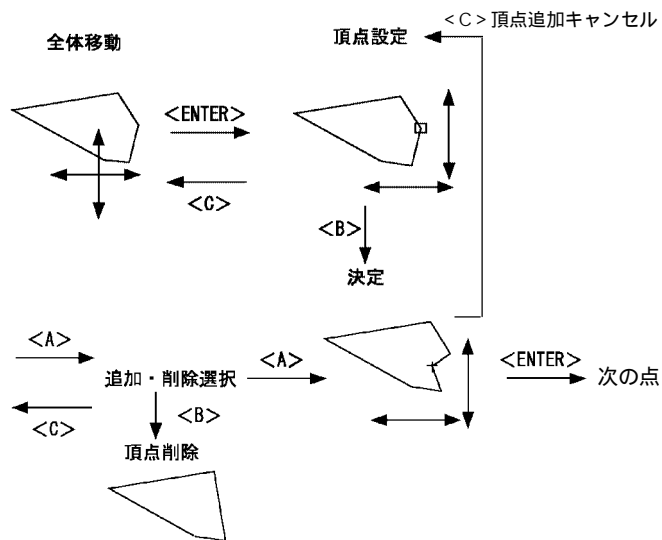 <C>頂点追加キャンセル
全体移動
頂点設定
<ENTER>
<C>
<B>
決定
<A>
<C>
追加・削除選択
<A>
<ENTER>
次の点
<B>
頂点削除